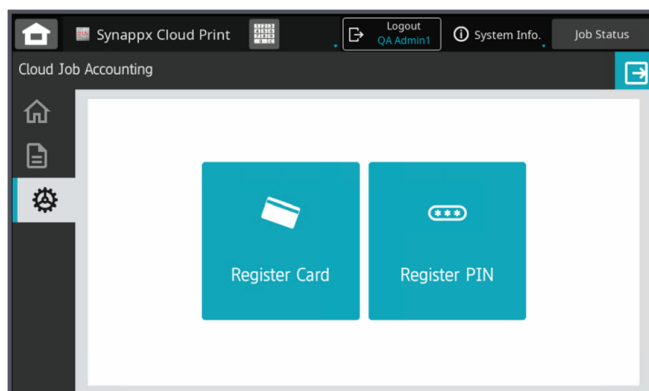 Synappx Cloud Print
Logout
QA Admin1
System Info.
Job Status
Cloud Job Accounting
Register Card
Register PIN